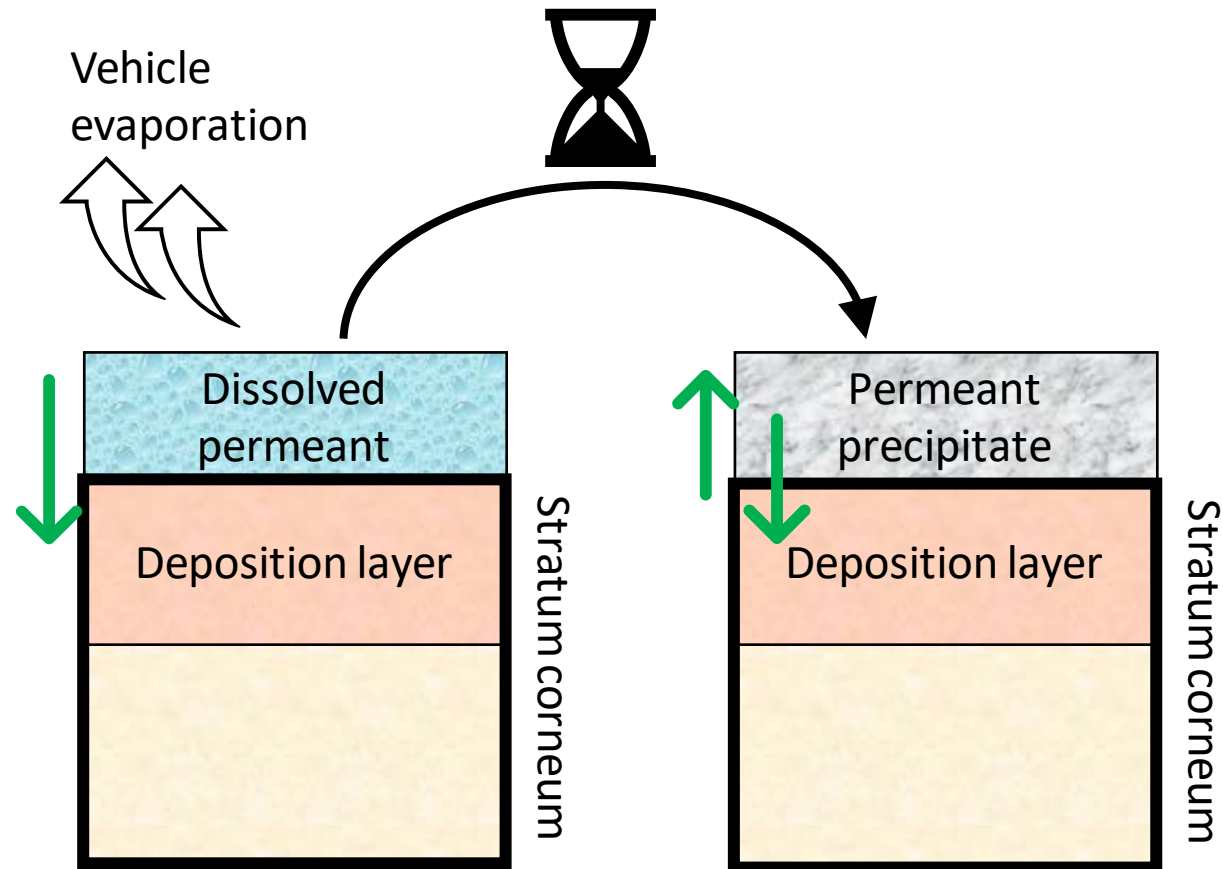 Vehicle
evaporation
Dissolved
permeant
Deposition layer
Stratum corneum
Permeant
precipitate
Deposition layer
Stratum corneum